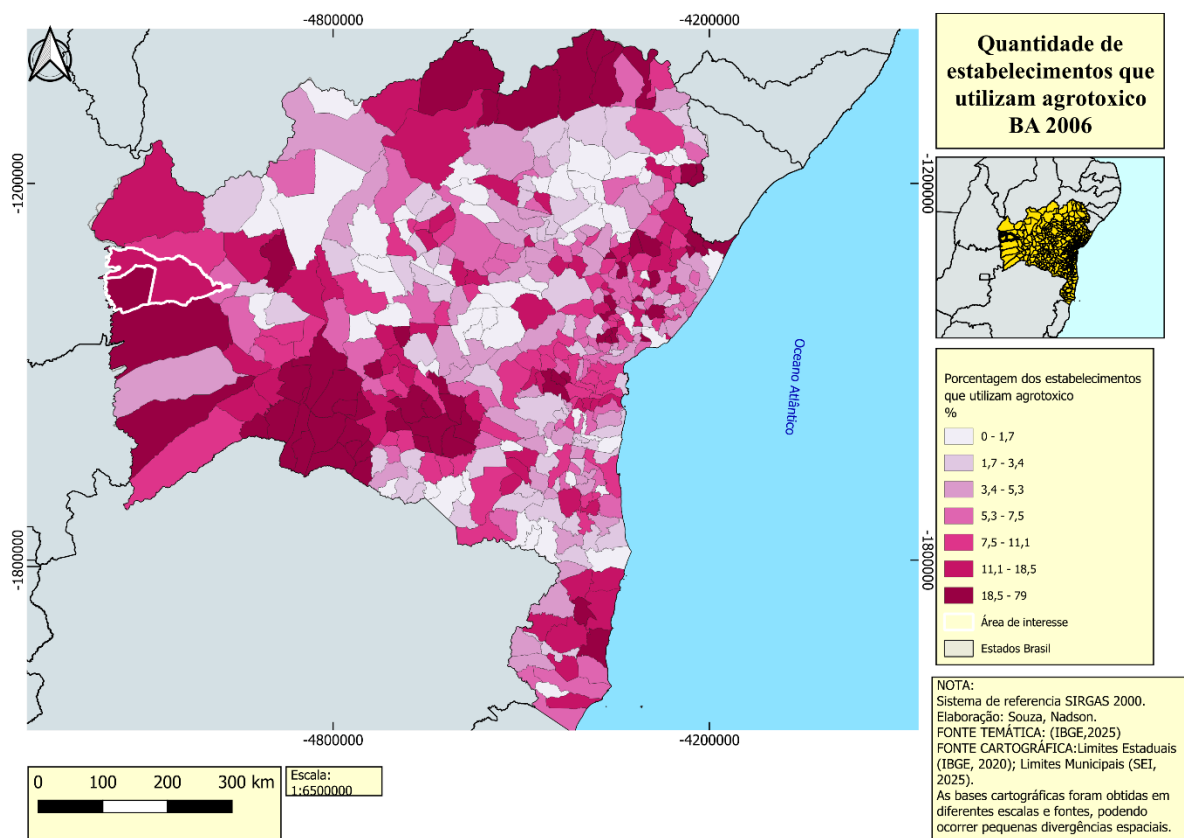 -4800000
-4200000
Quantidade de
estabelecimentos que
utilizam agrotoxico
BA 2006
-1200000
-1200000
Oceano Atlântico
Porcentagem dos estabelecimentos
que utilizam agrotoxico
%
0 - 1,7
1,7 - 3,4
3,4 - 5,3
5,3 - 7,5
7,5 - 11,1
11,1 - 18,5
18,5 - 79
Área de interesse
Estados Brasil
-1800000
-1800000
-4800000
-4200000
0 100 200 300 km
Escala:
1:6500000
NOTA:
Sistema de referencia SIRGAS 2000.
Elaboração: Souza, Nadson.
FONTE TEMÁTICA: (IBGE,2025)
FONTE CARTOGRÁFICA:Limites Estaduais
(IBGE, 2020); Limites Municipais (SEI,
2025).
As bases cartográficas foram obtidas em
diferentes escalas e fontes, podendo
ocorrer pequenas divergências espaciais.